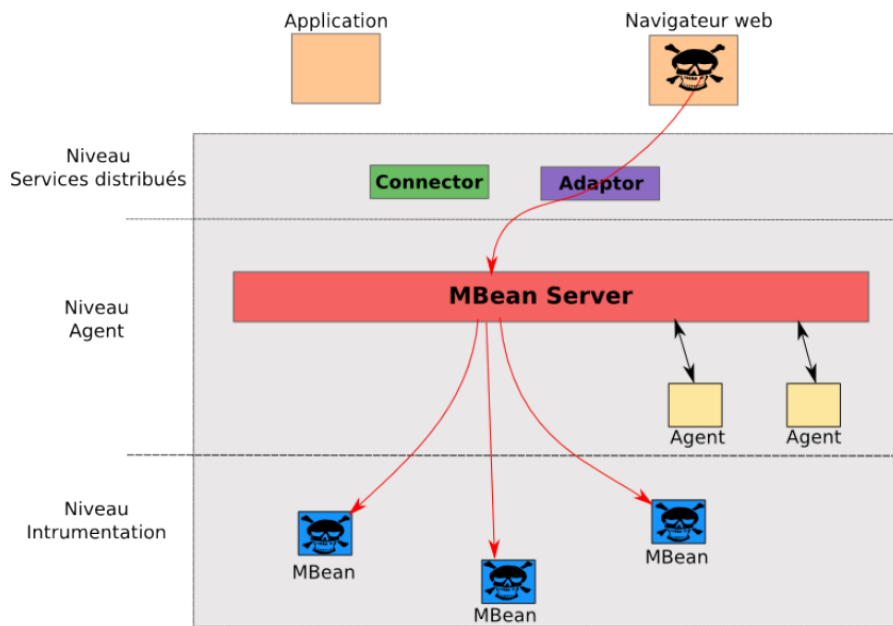 Application
Navigateur web
Niveau
Services distribués
Connector
Adaptor
MBean Server
Niveau
Agent
Agent
Agent
Niveau
Intrumentation
MBean
MBean
MBean